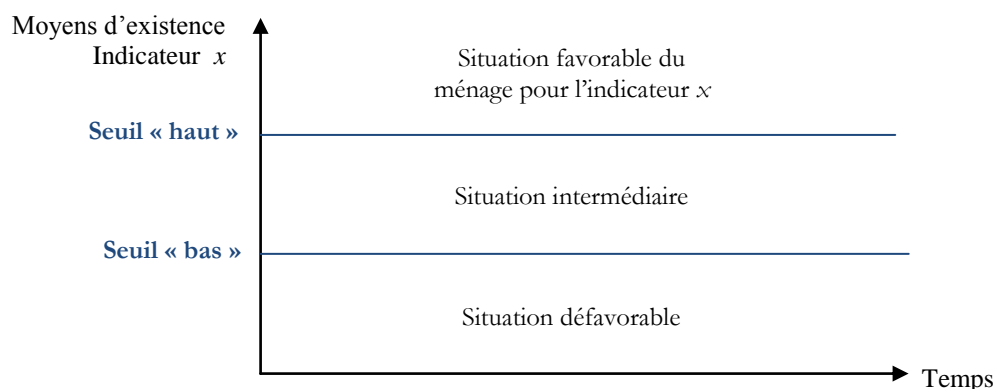 Moyens d’existence
Indicateur x
Situation favorable du
ménage pour l’indicateur x
Seuil « haut »
Situation intermédiaire
Seuil « bas »
Situation défavorable
Temps